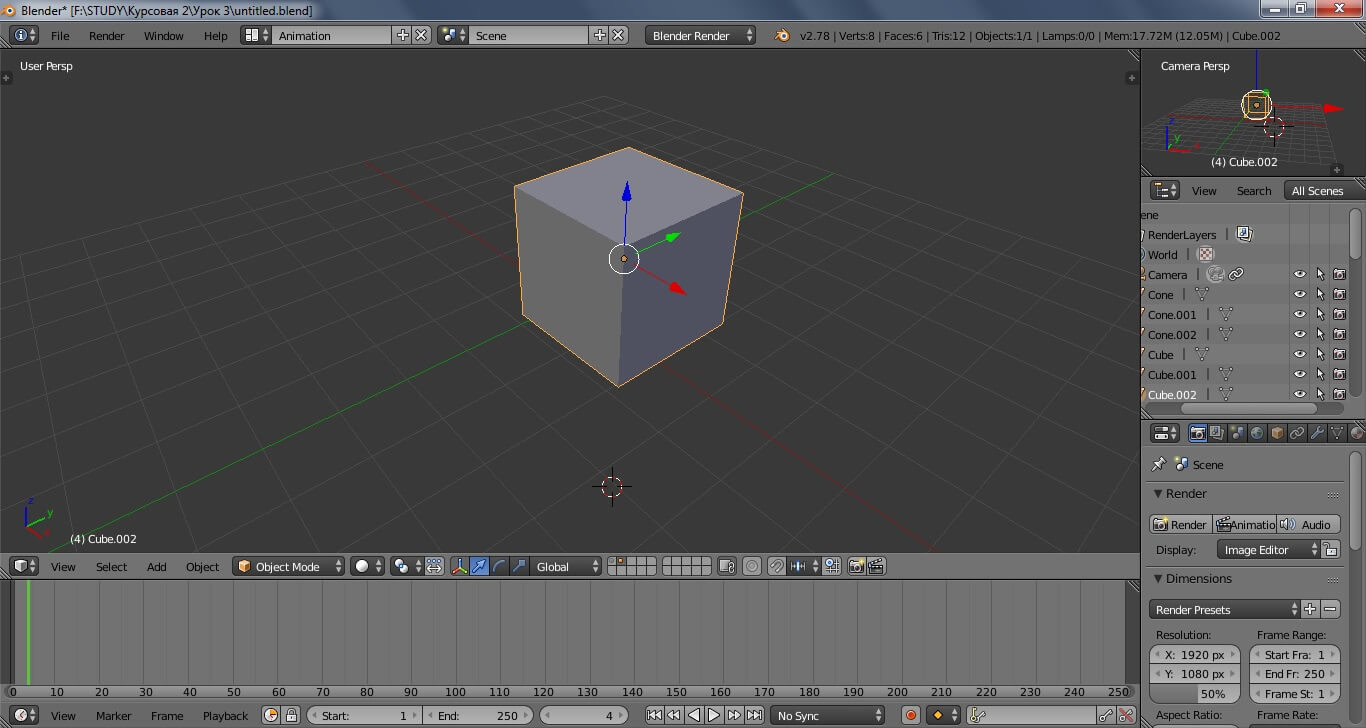 Blender* [F:\STUDY\Курсовая 2\Урок 3\untitled.blend]
File Render Window Help Animation Scene Blender Render v2.78 | Verts:8 | Faces:6 | Tris:12 | Objects:1/1 | Lamps:0/0 | Mem:17.72M (12.05M) | Cube.002
User Persp
Camera Persp
z
y
x
(4) Cube.002
View Search All Scenes
ene
RenderLayers
World
Camera
Cone
Cone.001
Cone.002
Cube
Cube.001
Cube.002
Scene
Render
Render Animatio Audio
Display: Image Editor
Dimensions
Render Presets
Resolution: Frame Range:
X: 1920 px Start Fra: 1
Y: 1080 px End Fr: 250
50% Frame St: 1
Aspect Ratio: Frame Rate:
z
y
x
(4) Cube.002
View Select Add Object Object Mode Global
0 10 20 30 40 50 60 70 80 90 100 110 120 130 140 150 160 170 180 190 200 210 220 230 240 250
View Marker Frame Playback Start: 1 End: 250 4 No Sync